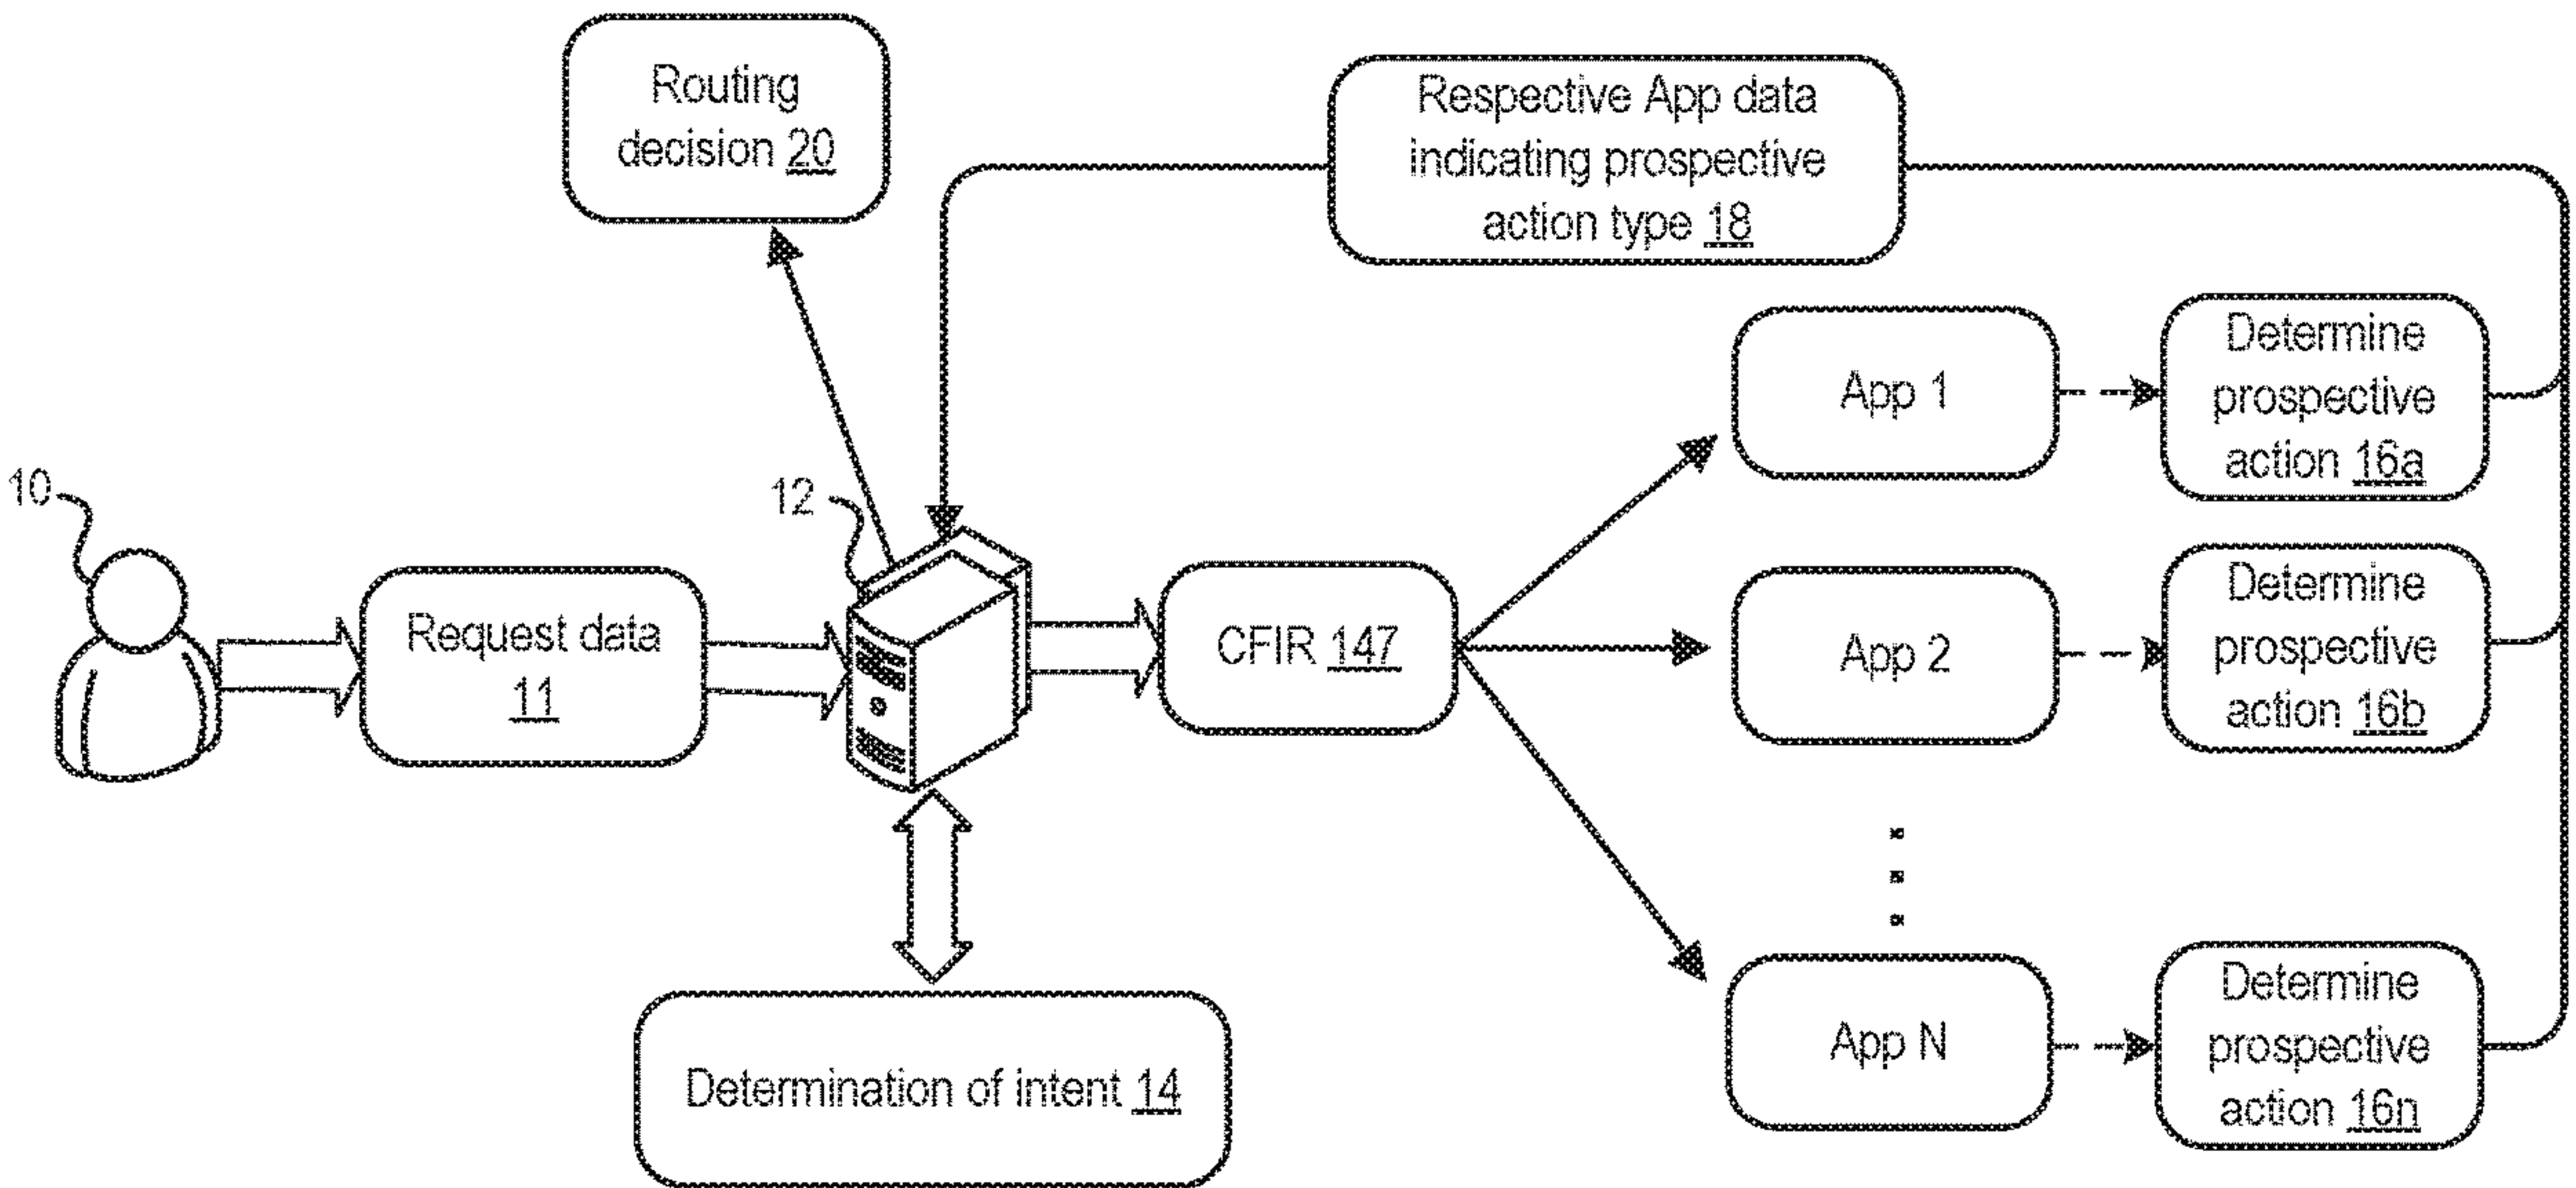 Routing
decision 20
Respective App data
indicating prospective
action type 18
10
12
Request data
11
CFIR 147
App 1
Determine
prospective
action 16a
App 2
Determine
prospective
action 16b
App N
Determine
prospective
action 16n
Determination of intent 14